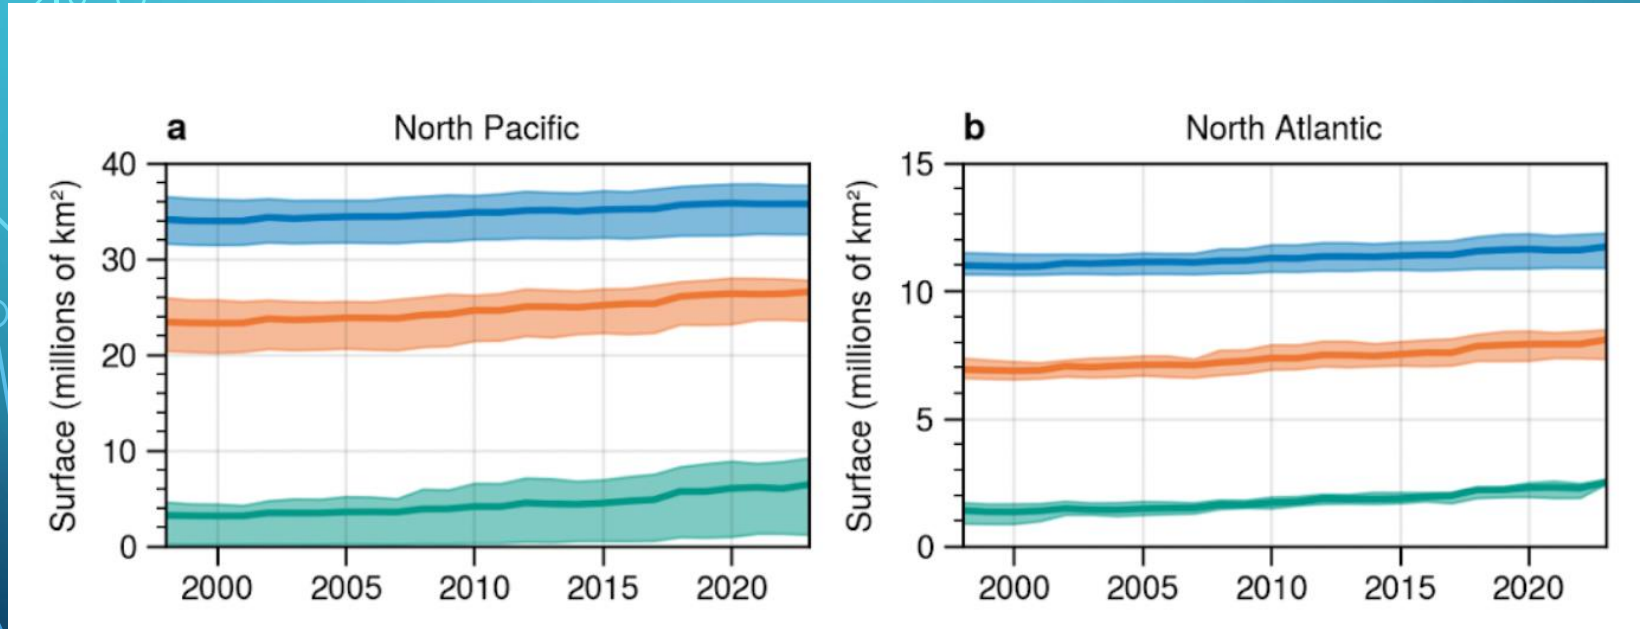 a North Pacific
Surface (millions of km²)
40
30
20
10
0
2000 2005 2010 2015 2020
b North Atlantic
Surface (millions of km²)
15
10
5
0
2000 2005 2010 2015 2020